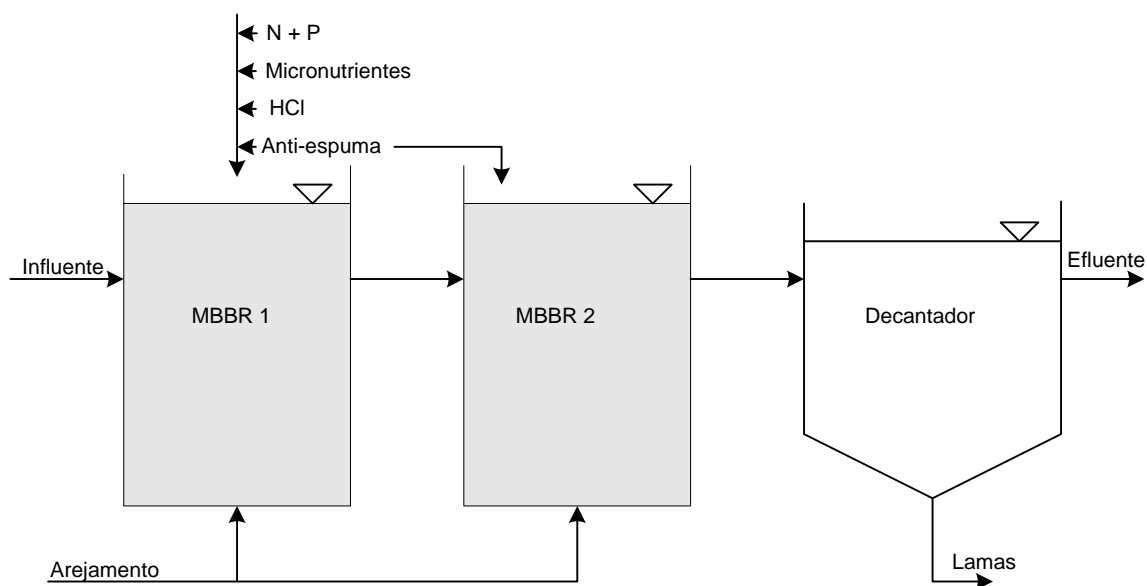 N + P
Micronutrientes
HCl
Anti-espuma
Influente
MBBR 1
MBBR 2
Decantador
Efluente
Arejamento
Lamas